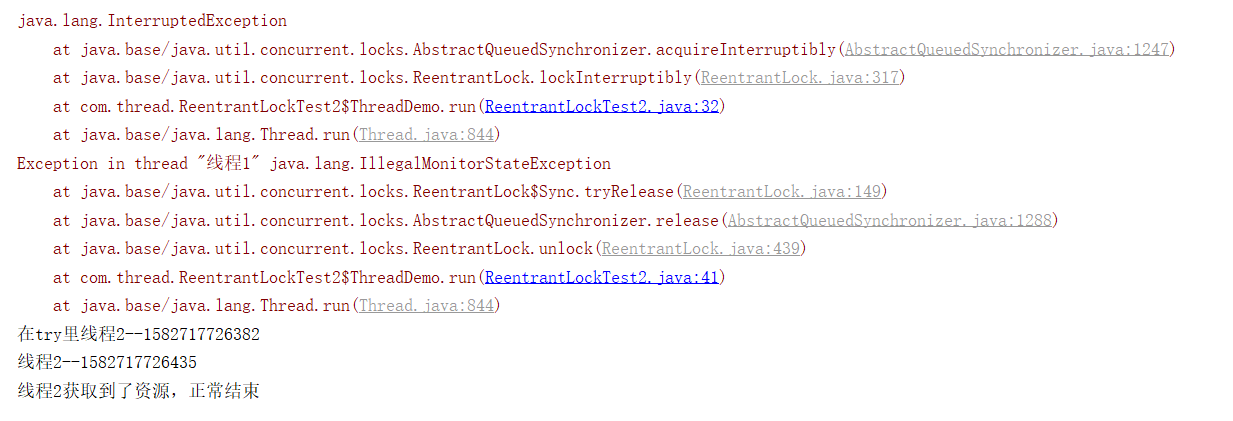 java.lang.InterruptedException
    at java.base/java.util.concurrent.locks.AbstractQueuedSynchronizer.acquireInterruptibly(AbstractQueuedSynchronizer.java:1247)
    at java.base/java.util.concurrent.locks.ReentrantLock.lockInterruptibly(ReentrantLock.java:317)
    at com.thread.ReentrantLockTest2$ThreadDemo.run(ReentrantLockTest2.java:32)
    at java.base/java.lang.Thread.run(Thread.java:844)
Exception in thread "线程1" java.lang.IllegalMonitorStateException
    at java.base/java.util.concurrent.locks.ReentrantLock$Sync.tryRelease(ReentrantLock.java:149)
    at java.base/java.util.concurrent.locks.AbstractQueuedSynchronizer.release(AbstractQueuedSynchronizer.java:1288)
    at java.base/java.util.concurrent.locks.ReentrantLock.unlock(ReentrantLock.java:439)
    at com.thread.ReentrantLockTest2$ThreadDemo.run(ReentrantLockTest2.java:41)
    at java.base/java.lang.Thread.run(Thread.java:844)
在try里线程2--1582717726382
线程2--1582717726435
线程2获取到了资源，正常结束